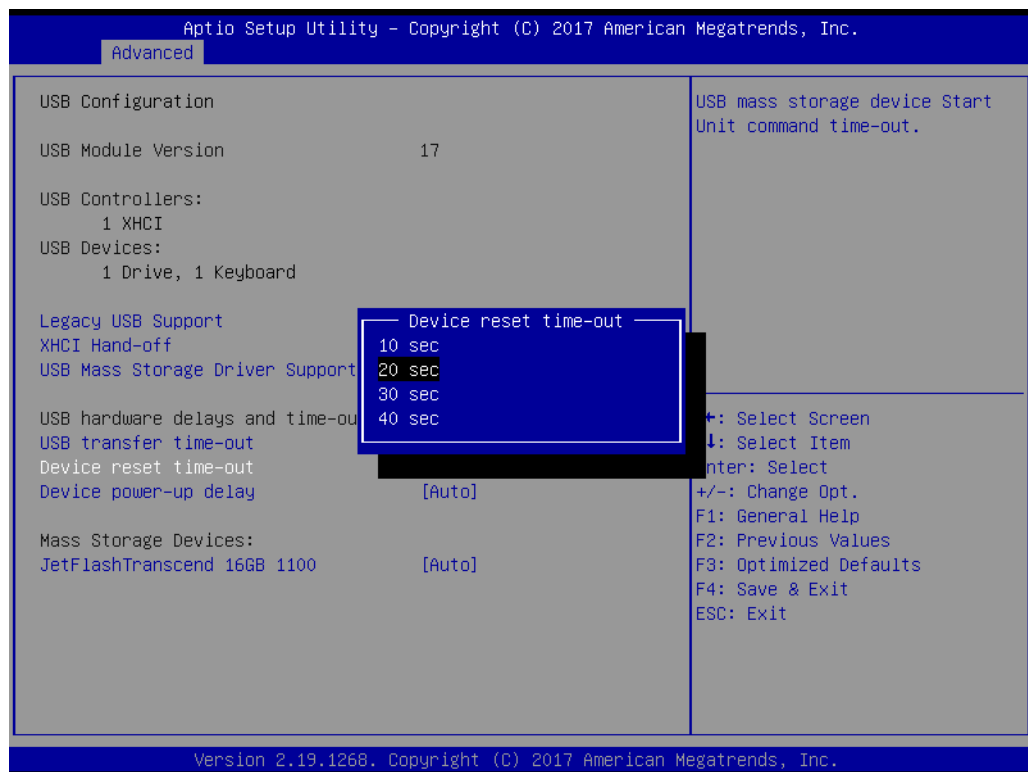 Aptio Setup Utility – Copyright (C) 2017 American Megatrends, Inc.
Advanced
USB Configuration
USB Module Version 17
USB Controllers:
1 XHCI
USB Devices:
1 Drive, 1 Keyboard
Legacy USB Support
XHCI Hand-off
USB Mass Storage Driver Support
USB hardware delays and time-ou
USB transfer time-out
Device reset time-out
Device power-up delay [Auto]
Mass Storage Devices:
JetFlashTranscend 16GB 1100 [Auto]
Device reset time-out
10 sec
20 sec
30 sec
40 sec
USB mass storage device Start
Unit command time-out.
: Select Screen
: Select Item
nter: Select
+/-: Change Opt.
F1: General Help
F2: Previous Values
F3: Optimized Defaults
F4: Save & Exit
ESC: Exit
Version 2.19.1268. Copyright (C) 2017 American Megatrends, Inc.